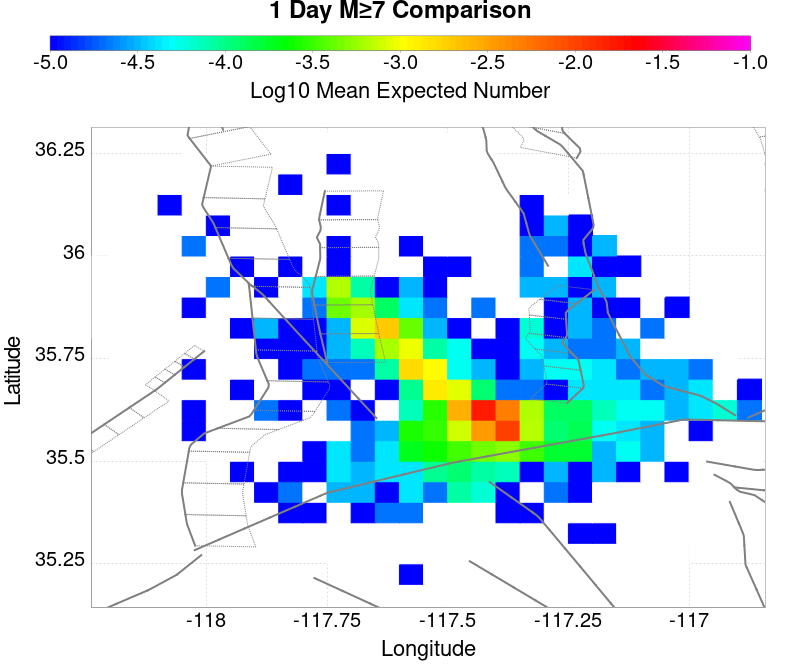 1 Day M≥7 Comparison
-5.0 -4.5 -4.0 -3.5 -3.0 -2.5 -2.0 -1.5 -1.0
Log10 Mean Expected Number
36.25
36
35.75
35.5
35.25
Latitude
-118 -117.75 -117.5 -117.25 -117
Longitude